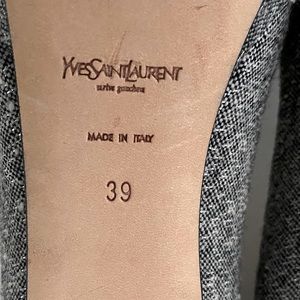 YVESSAINTLAURENT
rive gauche
MADE IN ITALY
39